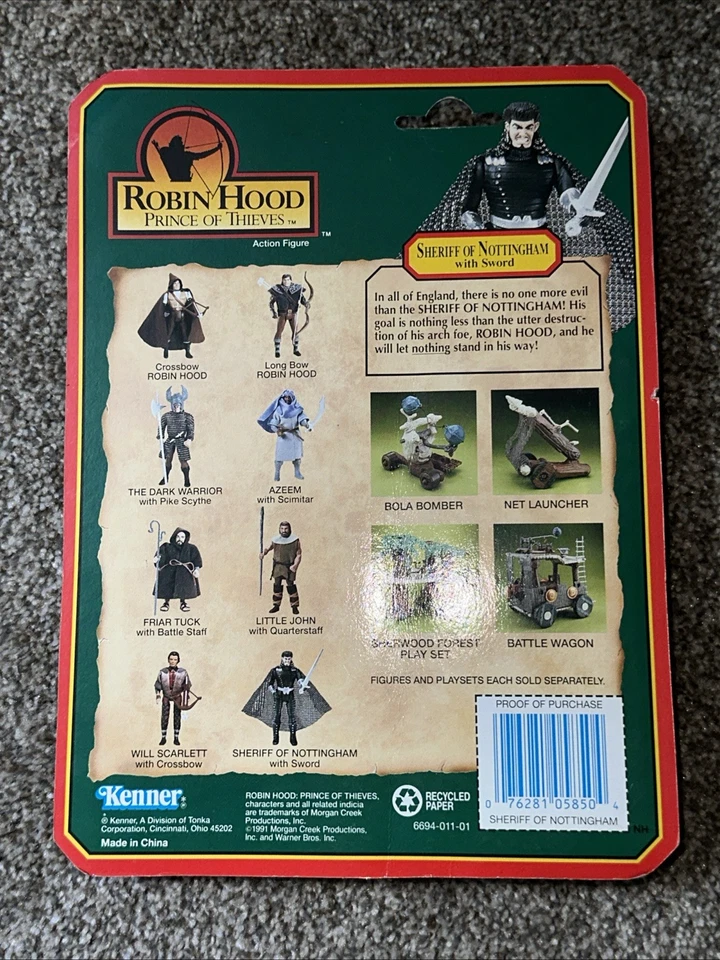 ROBIN HOOD
PRINCE OF THIEVES™
™
Action Figure
SHERIFF OF NOTTINGHAM
with Sword
In all of England, there is no one more evil
than the SHERIFF OF NOTTINGHAM! His
goal is nothing less than the utter destruc-
tion of his arch foe, ROBIN HOOD, and he
will let nothing stand in his way!
Crossbow
ROBIN HOOD
Long Bow
ROBIN HOOD
THE DARK WARRIOR
with Pike Scythe
AZEEM
with Scimitar
FRIAR TUCK
with Battle Staff
LITTLE JOHN
with Quarterstaff
WILL SCARLETT
with Crossbow
SHERIFF OF NOTTINGHAM
with Sword
BOLA BOMBER
NET LAUNCHER
SHERWOOD FOREST
PLAY SET
BATTLE WAGON
FIGURES AND PLAYSETS EACH SOLD SEPARATELY.
PROOF OF PURCHASE
0 76281 05850 4
SHERIFF OF NOTTINGHAM
Kenner®
® Kenner, A Division of Tonka
Corporation, Cincinnati, Ohio 45202
Made in China
ROBIN HOOD: PRINCE OF THIEVES,
characters and all related indicia
are trademarks of Morgan Creek
Productions, Inc.
©1991 Morgan Creek Productions,
Inc. and Warner Bros. Inc.
RECYCLED
PAPER
6694-011-01